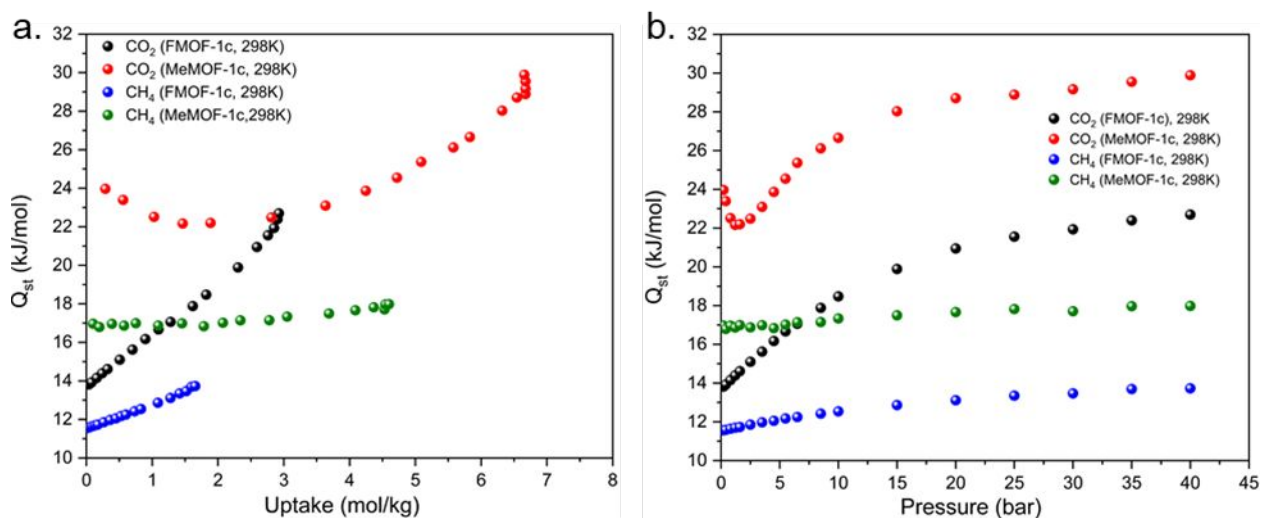 a.
CO₂ (FMOF-1c, 298K)
CO₂ (MeMOF-1c, 298K)
CH₄ (FMOF-1c, 298K)
CH₄ (MeMOF-1c,298K)
Qst (kJ/mol)
32
30
28
26
24
22
20
18
16
14
12
10
0 1 2 3 4 5 6 7 8
Uptake (mol/kg)
b.
CO₂ (FMOF-1c), 298K
CO₂ (MeMOF-1c, 298K)
CH₄ (FMOF-1c, 298K)
CH₄ (MeMOF-1c, 298K)
Qst (kJ/mol)
32
30
28
26
24
22
20
18
16
14
12
10
0 5 10 15 20 25 30 35 40 45
Pressure (bar)